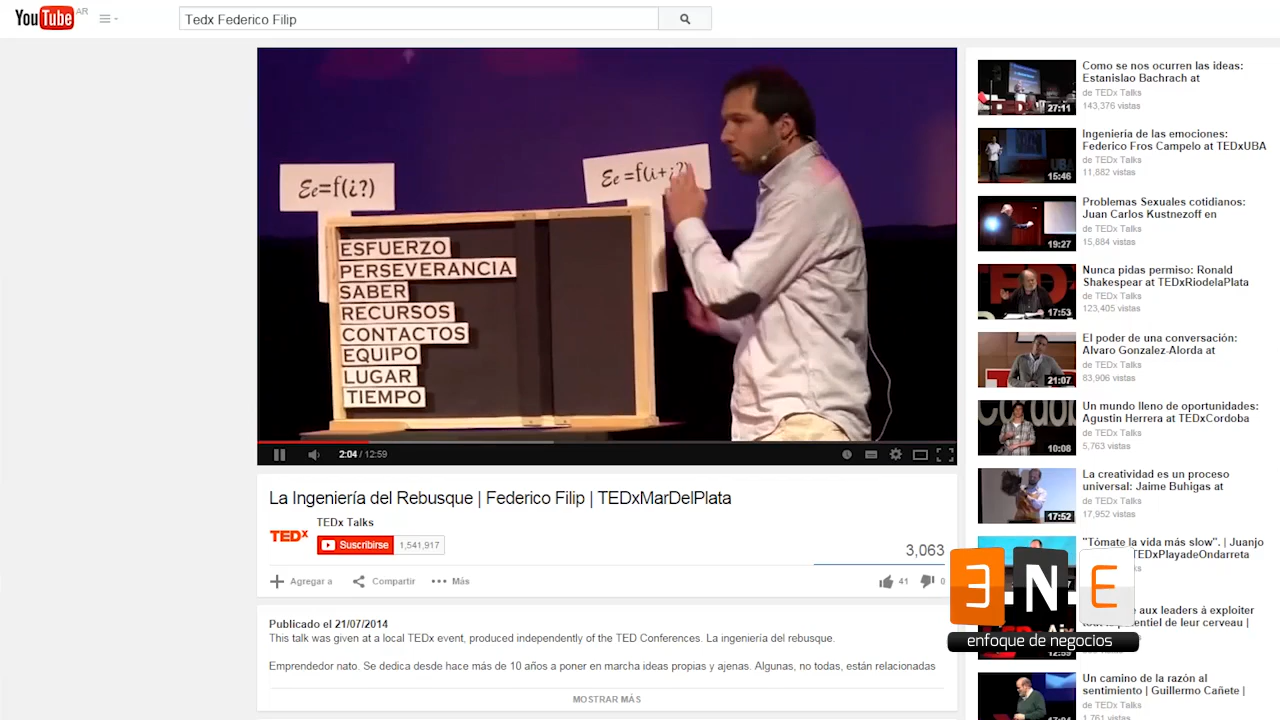 YouTube AR
Tedx Federico Filip
Ɛe=f(¿?)
Ɛe =f(¿+¿?)
ESFUERZO
PERSEVERANCIA
SABER
RECURSOS
CONTACTOS
EQUIPO
LUGAR
TIEMPO
2:04 / 12:59
La Ingeniería del Rebusque | Federico Filip | TEDxMarDelPlata
TEDx
TEDx Talks
Suscribirse 1,541,917
3,063
Agregar a Compartir Más
41 0
Publicado el 21/07/2014
This talk was given at a local TEDx event, produced independently of the TED Conferences. La ingeniería del rebusque.
Emprendedor nato. Se dedica desde hace más de 10 años a poner en marcha ideas propias y ajenas. Algunas, no todas, están relacionadas
MOSTRAR MÁS
27:11
Como se nos ocurren las ideas:
Estanislao Bachrach at
de TEDx Talks
143,376 vistas
15:46
Ingeniería de las emociones:
Federico Fros Campelo at TEDxUBA
de TEDx Talks
11,882 vistas
19:27
Problemas Sexuales cotidianos:
Juan Carlos Kustnezoff en
de TEDx Talks
15,884 vistas
17:53
Nunca pidas permiso: Ronald
Shakespear at TEDxRiodelaPlata
de TEDx Talks
123,405 vistas
21:07
El poder de una conversación:
Alvaro Gonzalez-Alorda at
de TEDx Talks
83,906 vistas
10:08
Un mundo lleno de oportunidades:
Agustin Herrera at TEDxCordoba
de TEDx Talks
5,763 vistas
17:52
La creatividad es un proceso
universal: Jaime Buhigas at
de TEDx Talks
17,952 vistas
"Tómate la vida más slow". | Juanjo
TEDxPlayadeOndarreta
ENE
enfoque de negocios
aux leaders à exploiter
potentiel de leur cerveau |
12:59
Un camino de la razón al
sentimiento | Guillermo Cañete |
de TEDx Talks
1,761 vistas